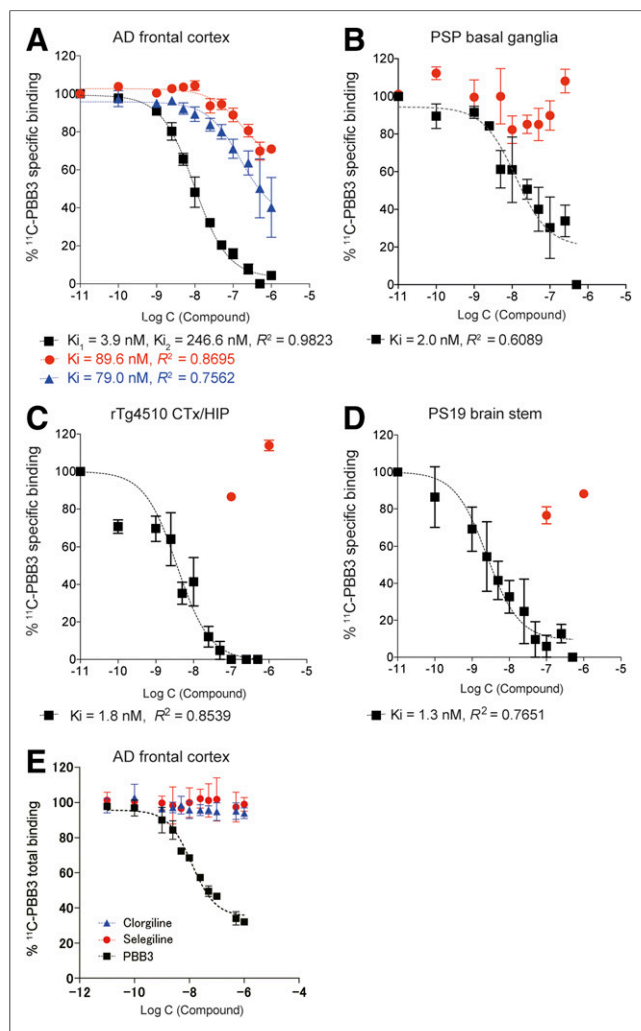 A
AD frontal cortex
% ¹¹C-PBB3 specific binding
120
100
80
60
40
20
0
-11 -10 -9 -8 -7 -6 -5
Log C (Compound)
Ki₁ = 3.9 nM, Ki₂ = 246.6 nM, R² = 0.9823
Ki = 89.6 nM, R² = 0.8695
Ki = 79.0 nM, R² = 0.7562
B
PSP basal ganglia
% ¹¹C-PBB3 specific binding
120
100
80
60
40
20
0
-11 -10 -9 -8 -7 -6 -5
Log C (Compound)
Ki = 2.0 nM, R² = 0.6089
C
rTg4510 CTx/HIP
% ¹¹C-PBB3 specific binding
120
100
80
60
40
20
0
-11 -10 -9 -8 -7 -6 -5
Log C (Compound)
Ki = 1.8 nM, R² = 0.8539
D
PS19 brain stem
% ¹¹C-PBB3 specific binding
120
100
80
60
40
20
0
-11 -10 -9 -8 -7 -6 -5
Log C (Compound)
Ki = 1.3 nM, R² = 0.7651
E
AD frontal cortex
% ¹¹C-PBB3 total binding
120
100
80
60
40
20
0
Clorgiline
Selegiline
PBB3
-12 -10 -8 -6 -4
Log C (Compound)